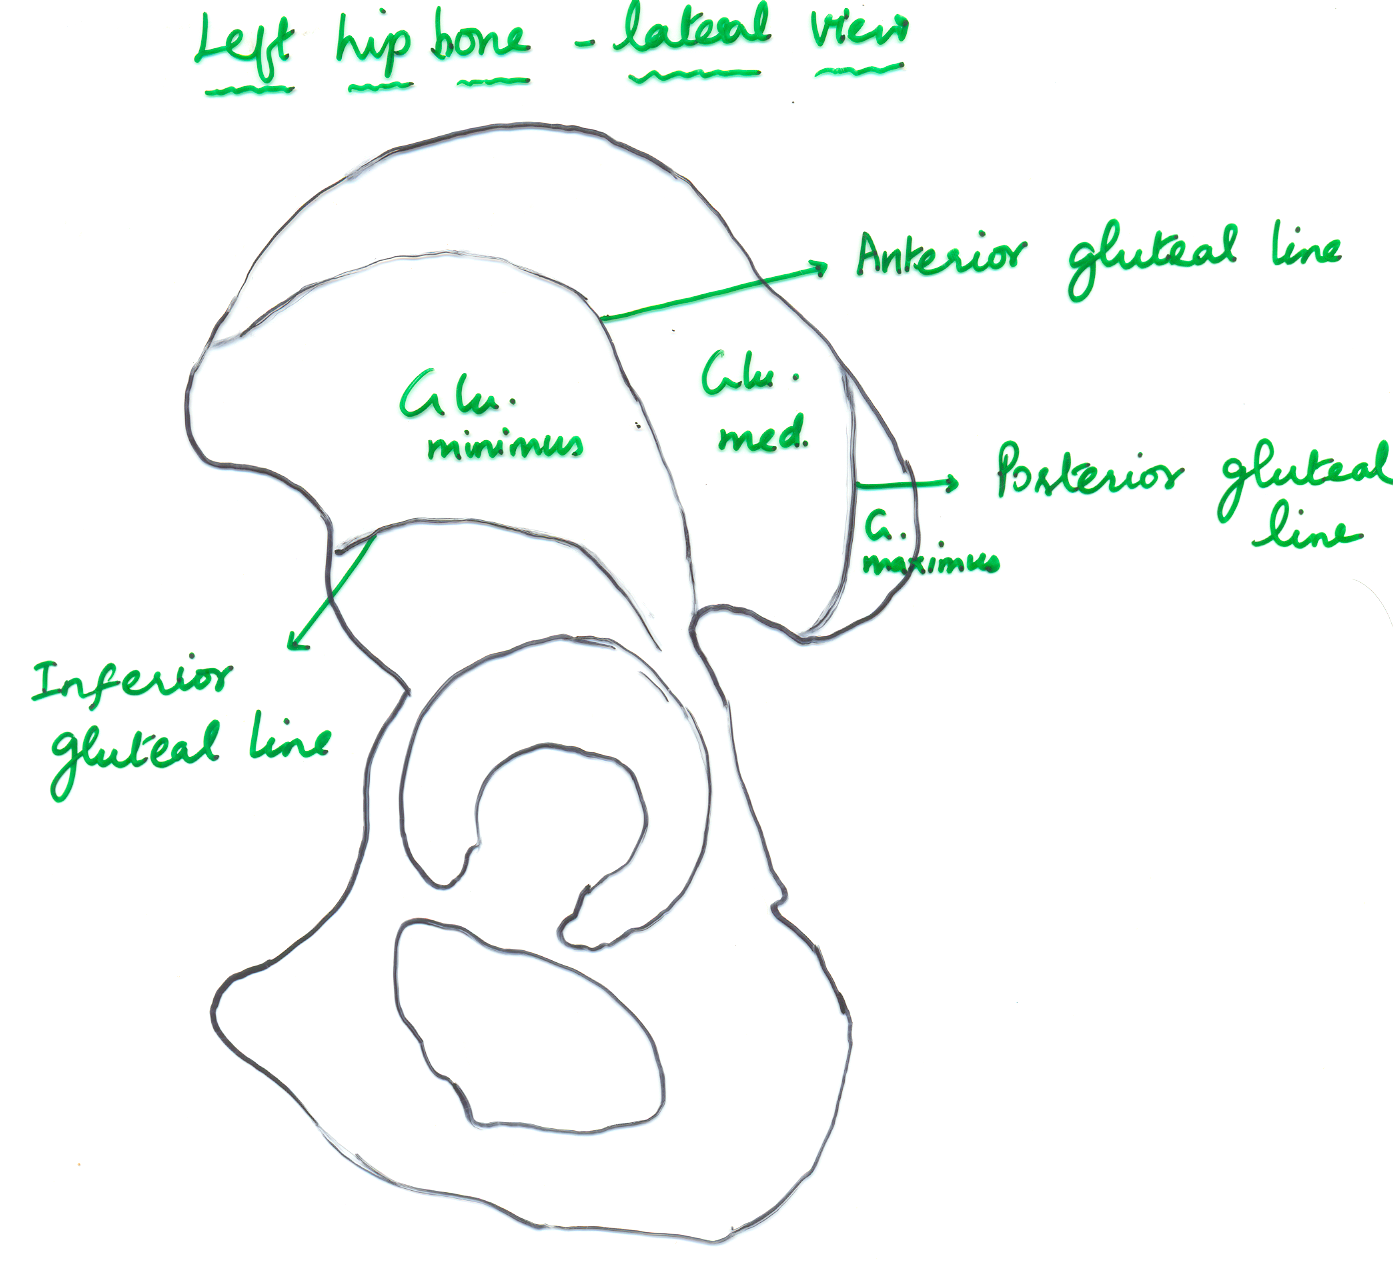 Left hip bone - lateral view
Anterior gluteal line
Glu.
minimus
Glu.
med.
Posterior gluteal
line
G.
maximus
Inferior
gluteal line